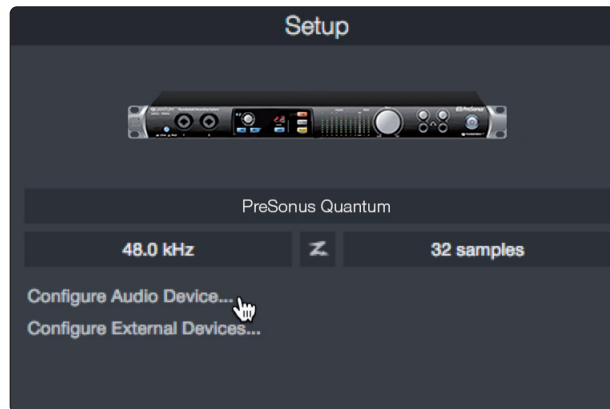 Setup
PreSonus Quantum
48.0 kHz
32 samples
Configure Audio Device...
Configure External Devices...